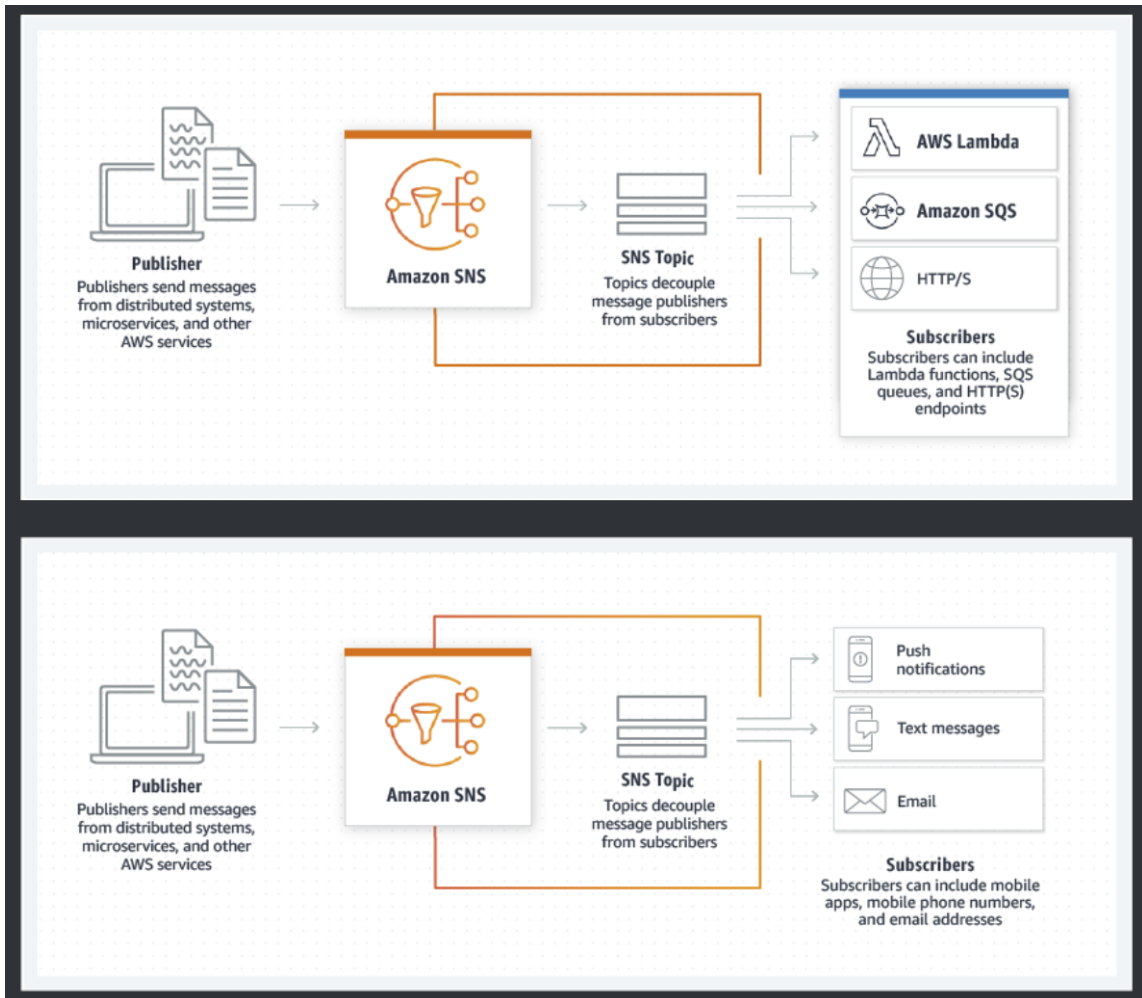 Publisher
Publishers send messages
from distributed systems,
microservices, and other
AWS services
Amazon SNS
SNS Topic
Topics decouple
message publishers
from subscribers
AWS Lambda
Amazon SQS
HTTP/S
Subscribers
Subscribers can include
Lambda functions, SQS
queues, and HTTP(S)
endpoints
Publisher
Publishers send messages
from distributed systems,
microservices, and other
AWS services
Amazon SNS
SNS Topic
Topics decouple
message publishers
from subscribers
Push
notifications
Text messages
Email
Subscribers
Subscribers can include mobile
apps, mobile phone numbers,
and email addresses